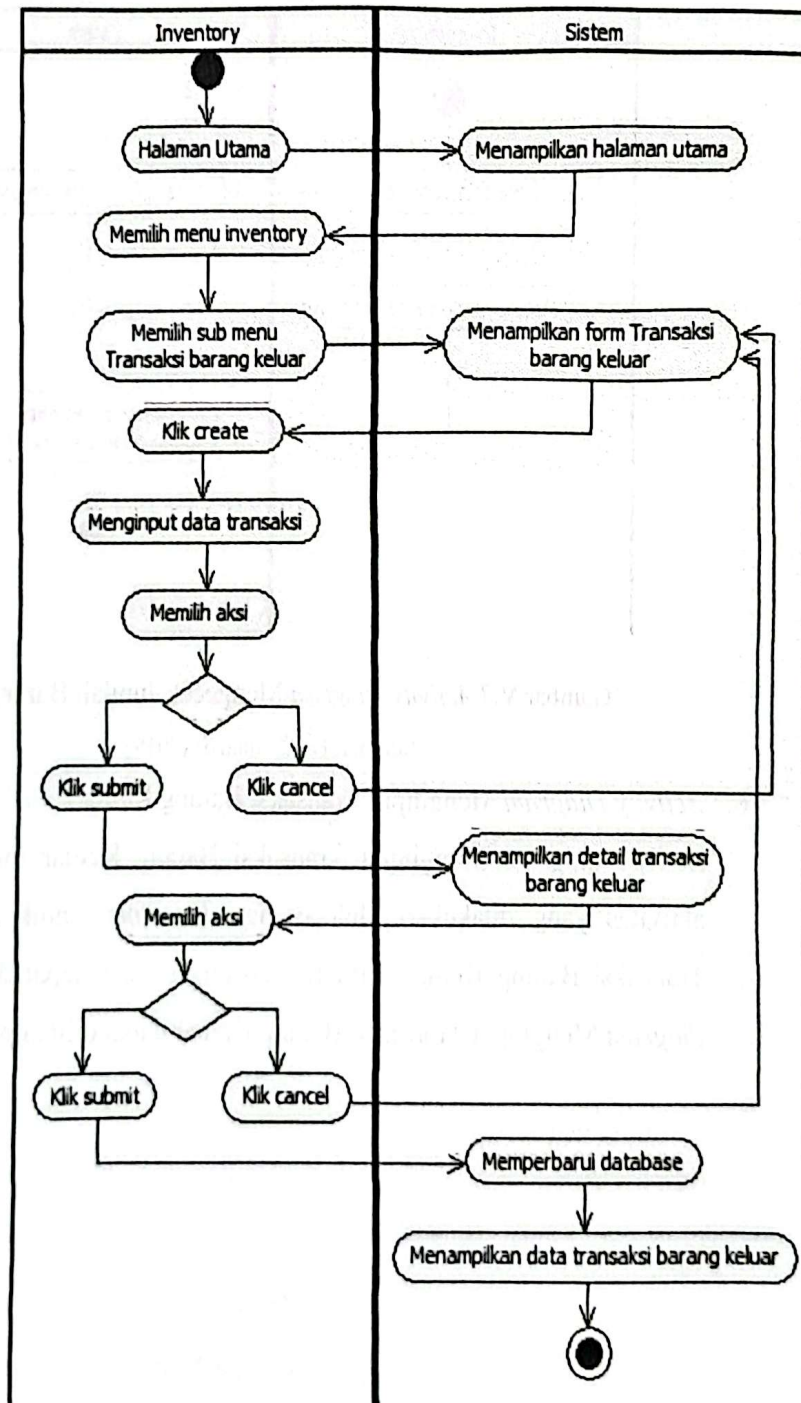 Inventory
Sistem
Halaman Utama
Menampilkan halaman utama
Memilih menu inventory
Memilih sub menu
Transaksi barang keluar
Menampilkan form Transaksi
barang keluar
Klik create
Menginput data transaksi
Memilih aksi
Klik submit
Klik cancel
Menampilkan detail transaksi
barang keluar
Memilih aksi
Klik submit
Klik cancel
Memperbarui database
Menampilkan data transaksi barang keluar